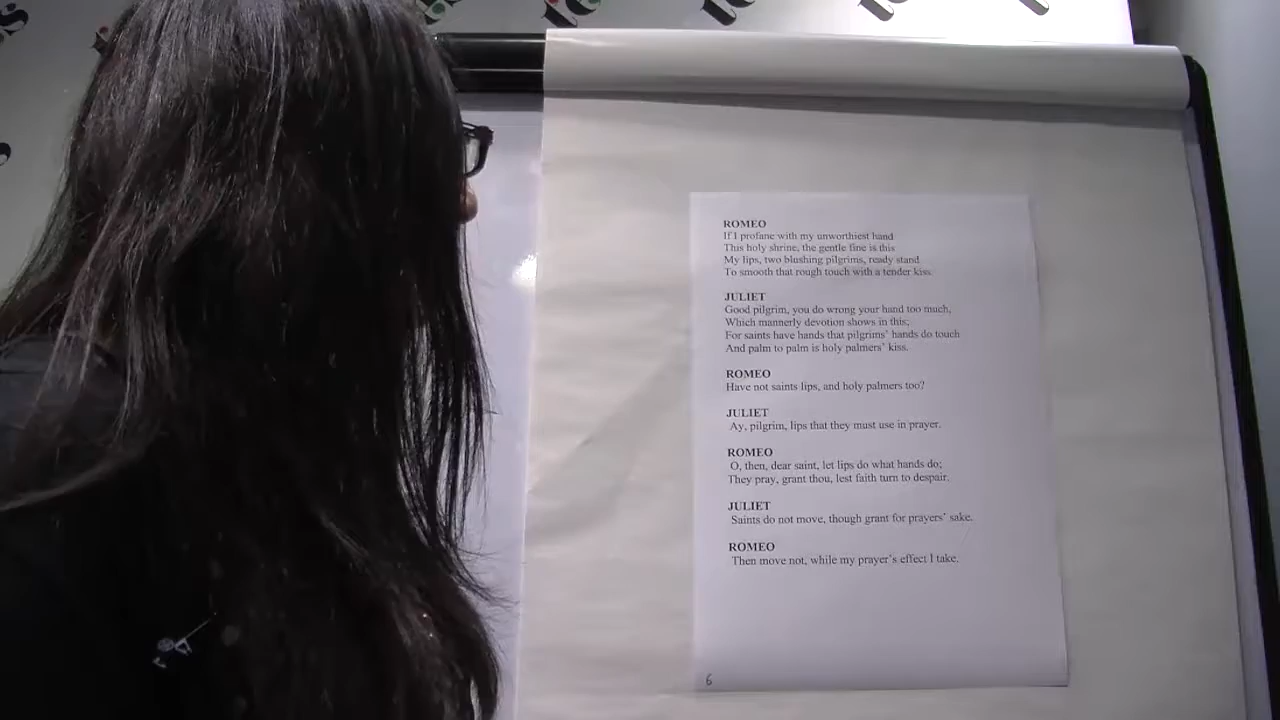 tes
tes
tes
tes
ROMEO
If I profane with my unworthiest hand
This holy shrine, the gentle fine is this
My lips, two blushing pilgrims, ready stand
To smooth that rough touch with a tender kiss.
JULIET
Good pilgrim, you do wrong your hand too much,
Which mannerly devotion shows in this;
For saints have hands that pilgrims' hands do touch
And palm to palm is holy palmers' kiss.
ROMEO
Have not saints lips, and holy palmers too?
JULIET
Ay, pilgrim, lips that they must use in prayer.
ROMEO
O, then, dear saint, let lips do what hands do;
They pray, grant thou, lest faith turn to despair.
JULIET
Saints do not move, though grant for prayers' sake.
ROMEO
Then move not, while my prayer's effect I take.
6